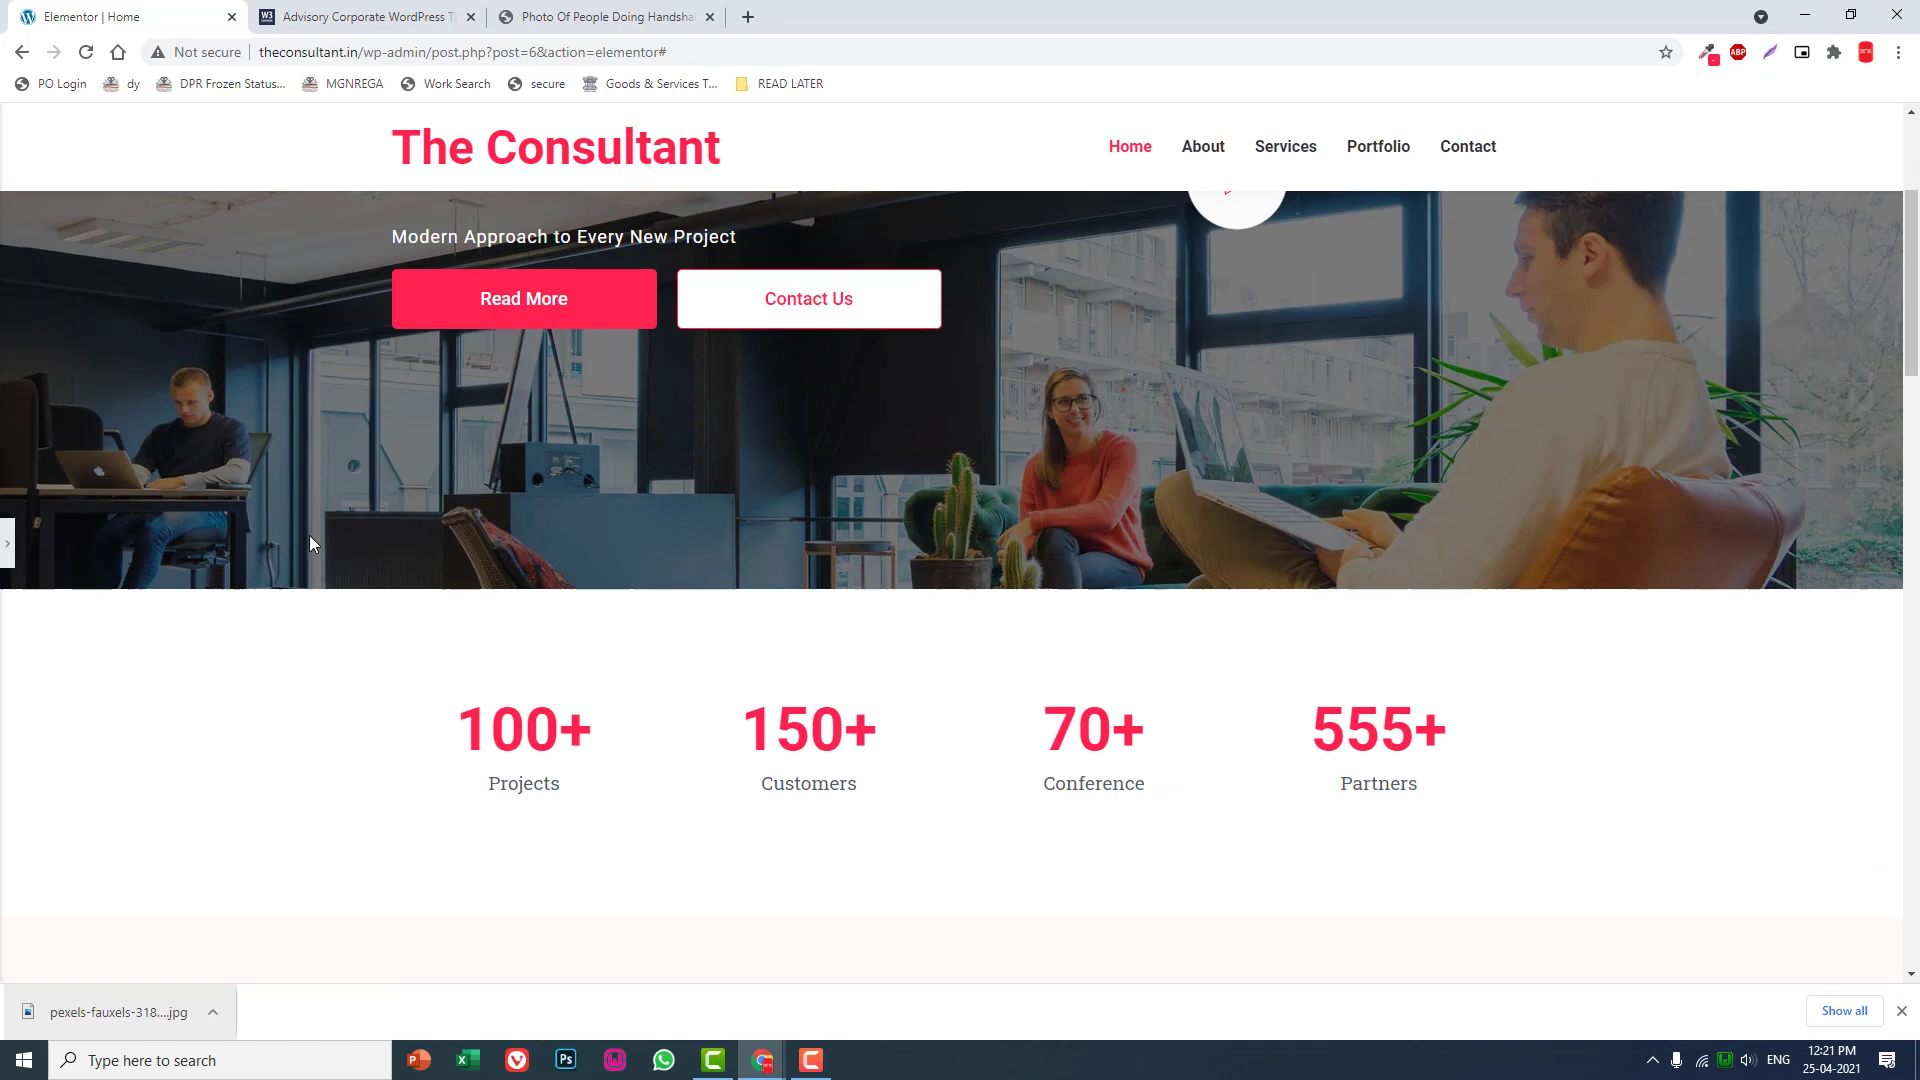 Elementor | Home
Advisory Corporate WordPress T
Photo Of People Doing Handsha
Not secure
theconsultant.in/wp-admin/post.php?post=6&action=elementor#
PO Login
dy
DPR Frozen Status...
MGNREGA
Work Search
secure
Goods & Services T...
READ LATER
The Consultant
Home
About
Services
Portfolio
Contact
Modern Approach to Every New Project
Read More
Contact Us
100+
150+
70+
555+
Projects
Customers
Conference
Partners
pexels-fauxels-318....jpg
Show all
Type here to search
ENG
12:21 PM
25-04-2021